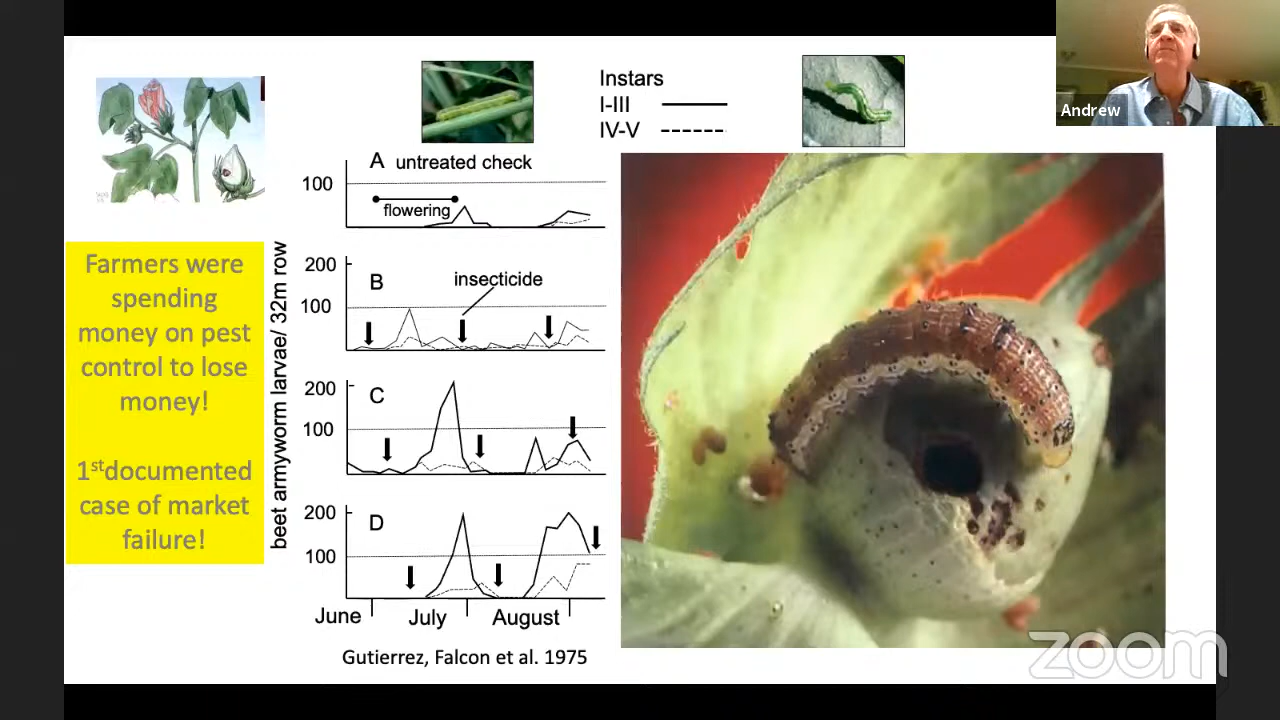 Andrew
Farmers were
spending
money on pest
control to lose
money!
1stdocumented
case of market
failure!
Instars
I-III
IV-V
beet armyworm larvae/ 32m row
A untreated check
100
flowering
200
B
insecticide
100
200
C
100
200
D
100
June
July
August
Gutierrez, Falcon et al. 1975
zoom